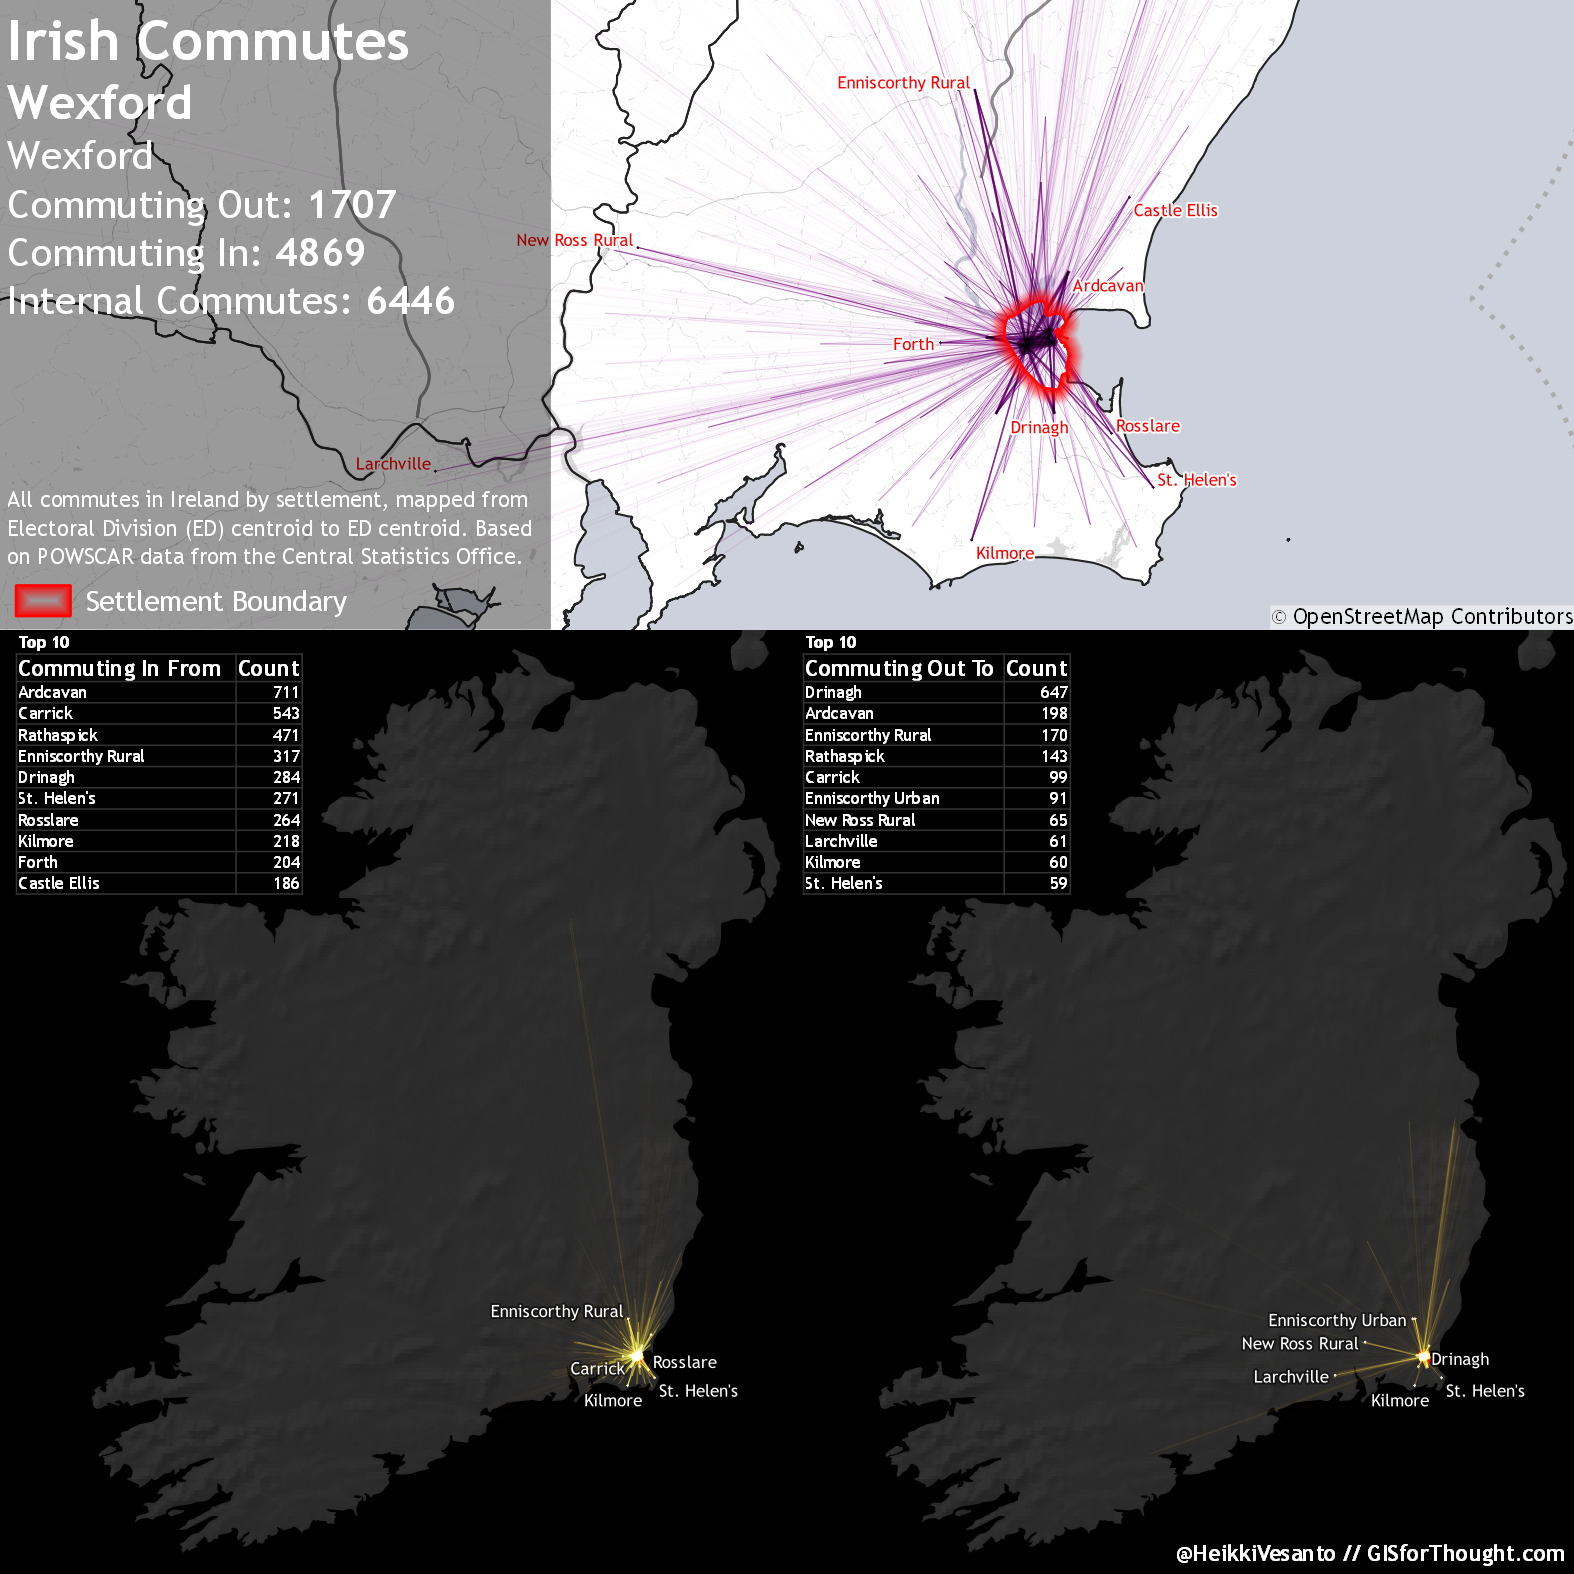 Irish Commutes
Wexford
Wexford
Commuting Out: 1707
Commuting In: 4869
Internal Commutes: 6446
All commutes in Ireland by settlement, mapped from
Electoral Division (ED) centroid to ED centroid. Based
on POWSCAR data from the Central Statistics Office.
Settlement Boundary
Enniscorthy Rural
Castle Ellis
New Ross Rural
Ardcavan
Forth
Drinagh
Rosslare
Larchville
St. Helen's
Kilmore
© OpenStreetMap Contributors
Top 10
Commuting In From Count
Ardcavan 711
Carrick 543
Rathaspick 471
Enniscorthy Rural 317
Drinagh 284
St. Helen's 271
Rosslare 264
Kilmore 218
Forth 204
Castle Ellis 186
Enniscorthy Rural
Carrick
Rosslare
St. Helen's
Kilmore
Top 10
Commuting Out To Count
Drinagh 647
Ardcavan 198
Enniscorthy Rural 170
Rathaspick 143
Carrick 99
Enniscorthy Urban 91
New Ross Rural 65
Larchville 61
Kilmore 60
St. Helen's 59
Enniscorthy Urban
New Ross Rural
Drinagh
Larchville
St. Helen's
Kilmore
@HeikkiVesanto // GISforThought.com